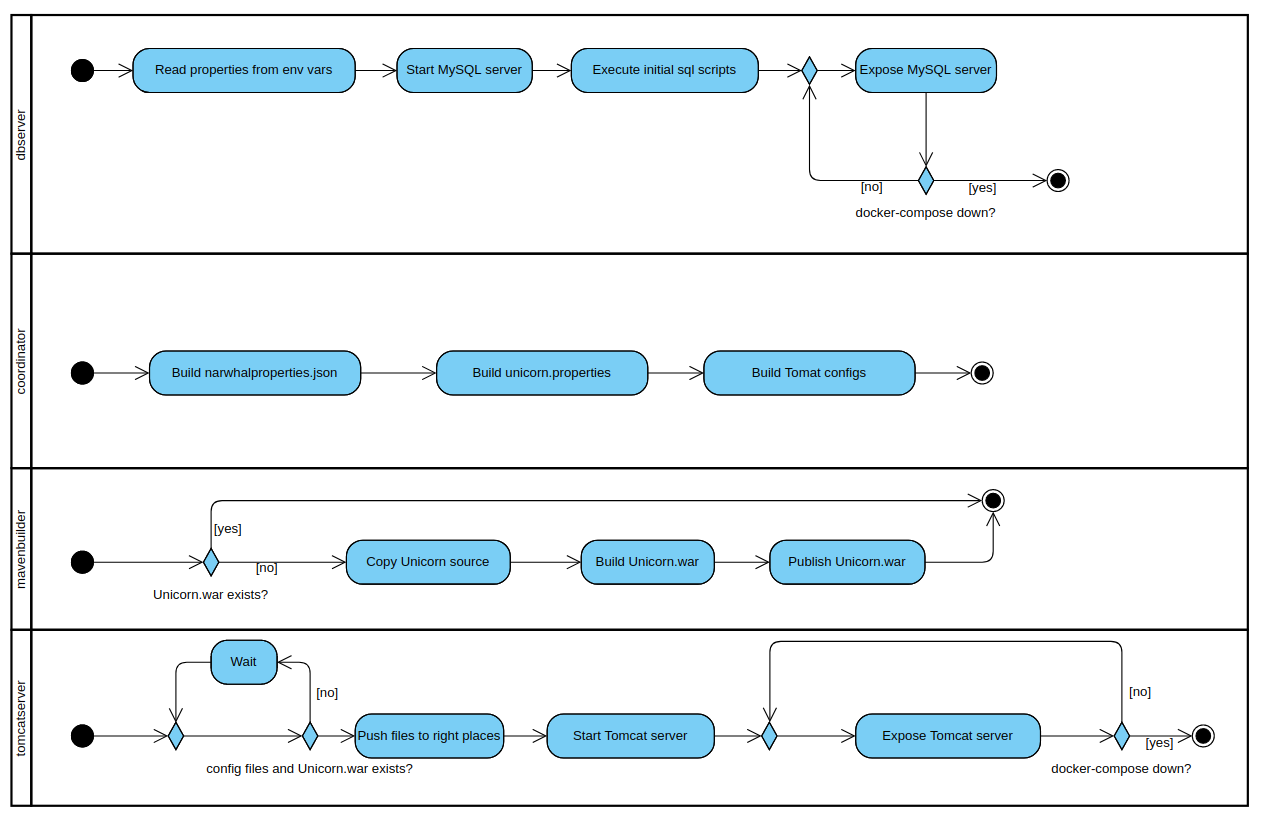 dbserver
Read properties from env vars
Start MySQL server
Execute initial sql scripts
Expose MySQL server
[no]
[yes]
docker-compose down?
coordinator
Build narwhalproperties.json
Build unicorn.properties
Build Tomat configs
mavenbuilder
[yes]
[no]
Copy Unicorn source
Build Unicorn.war
Publish Unicorn.war
Unicorn.war exists?
tomcatserver
Wait
[no]
[no]
Push files to right places
Start Tomcat server
Expose Tomcat server
[yes]
config files and Unicorn.war exists?
docker-compose down?